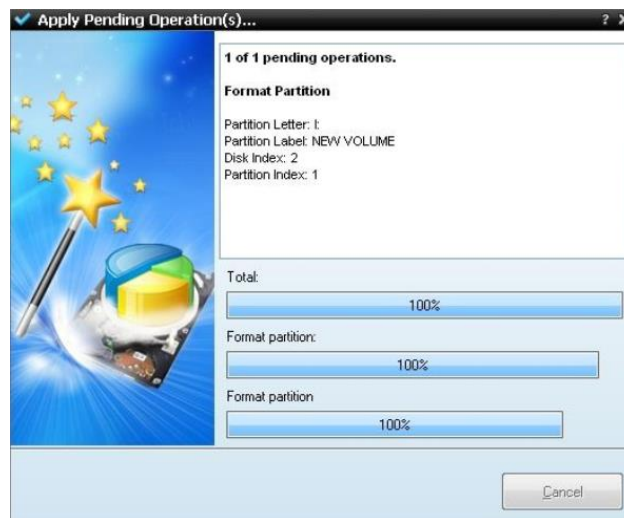 Apply Pending Operation(s)...
? X
1 of 1 pending operations.
Format Partition
Partition Letter: I:
Partition Label: NEW VOLUME
Disk Index: 2
Partition Index: 1
Total:
100%
Format partition:
100%
Format partition
100%
Cancel